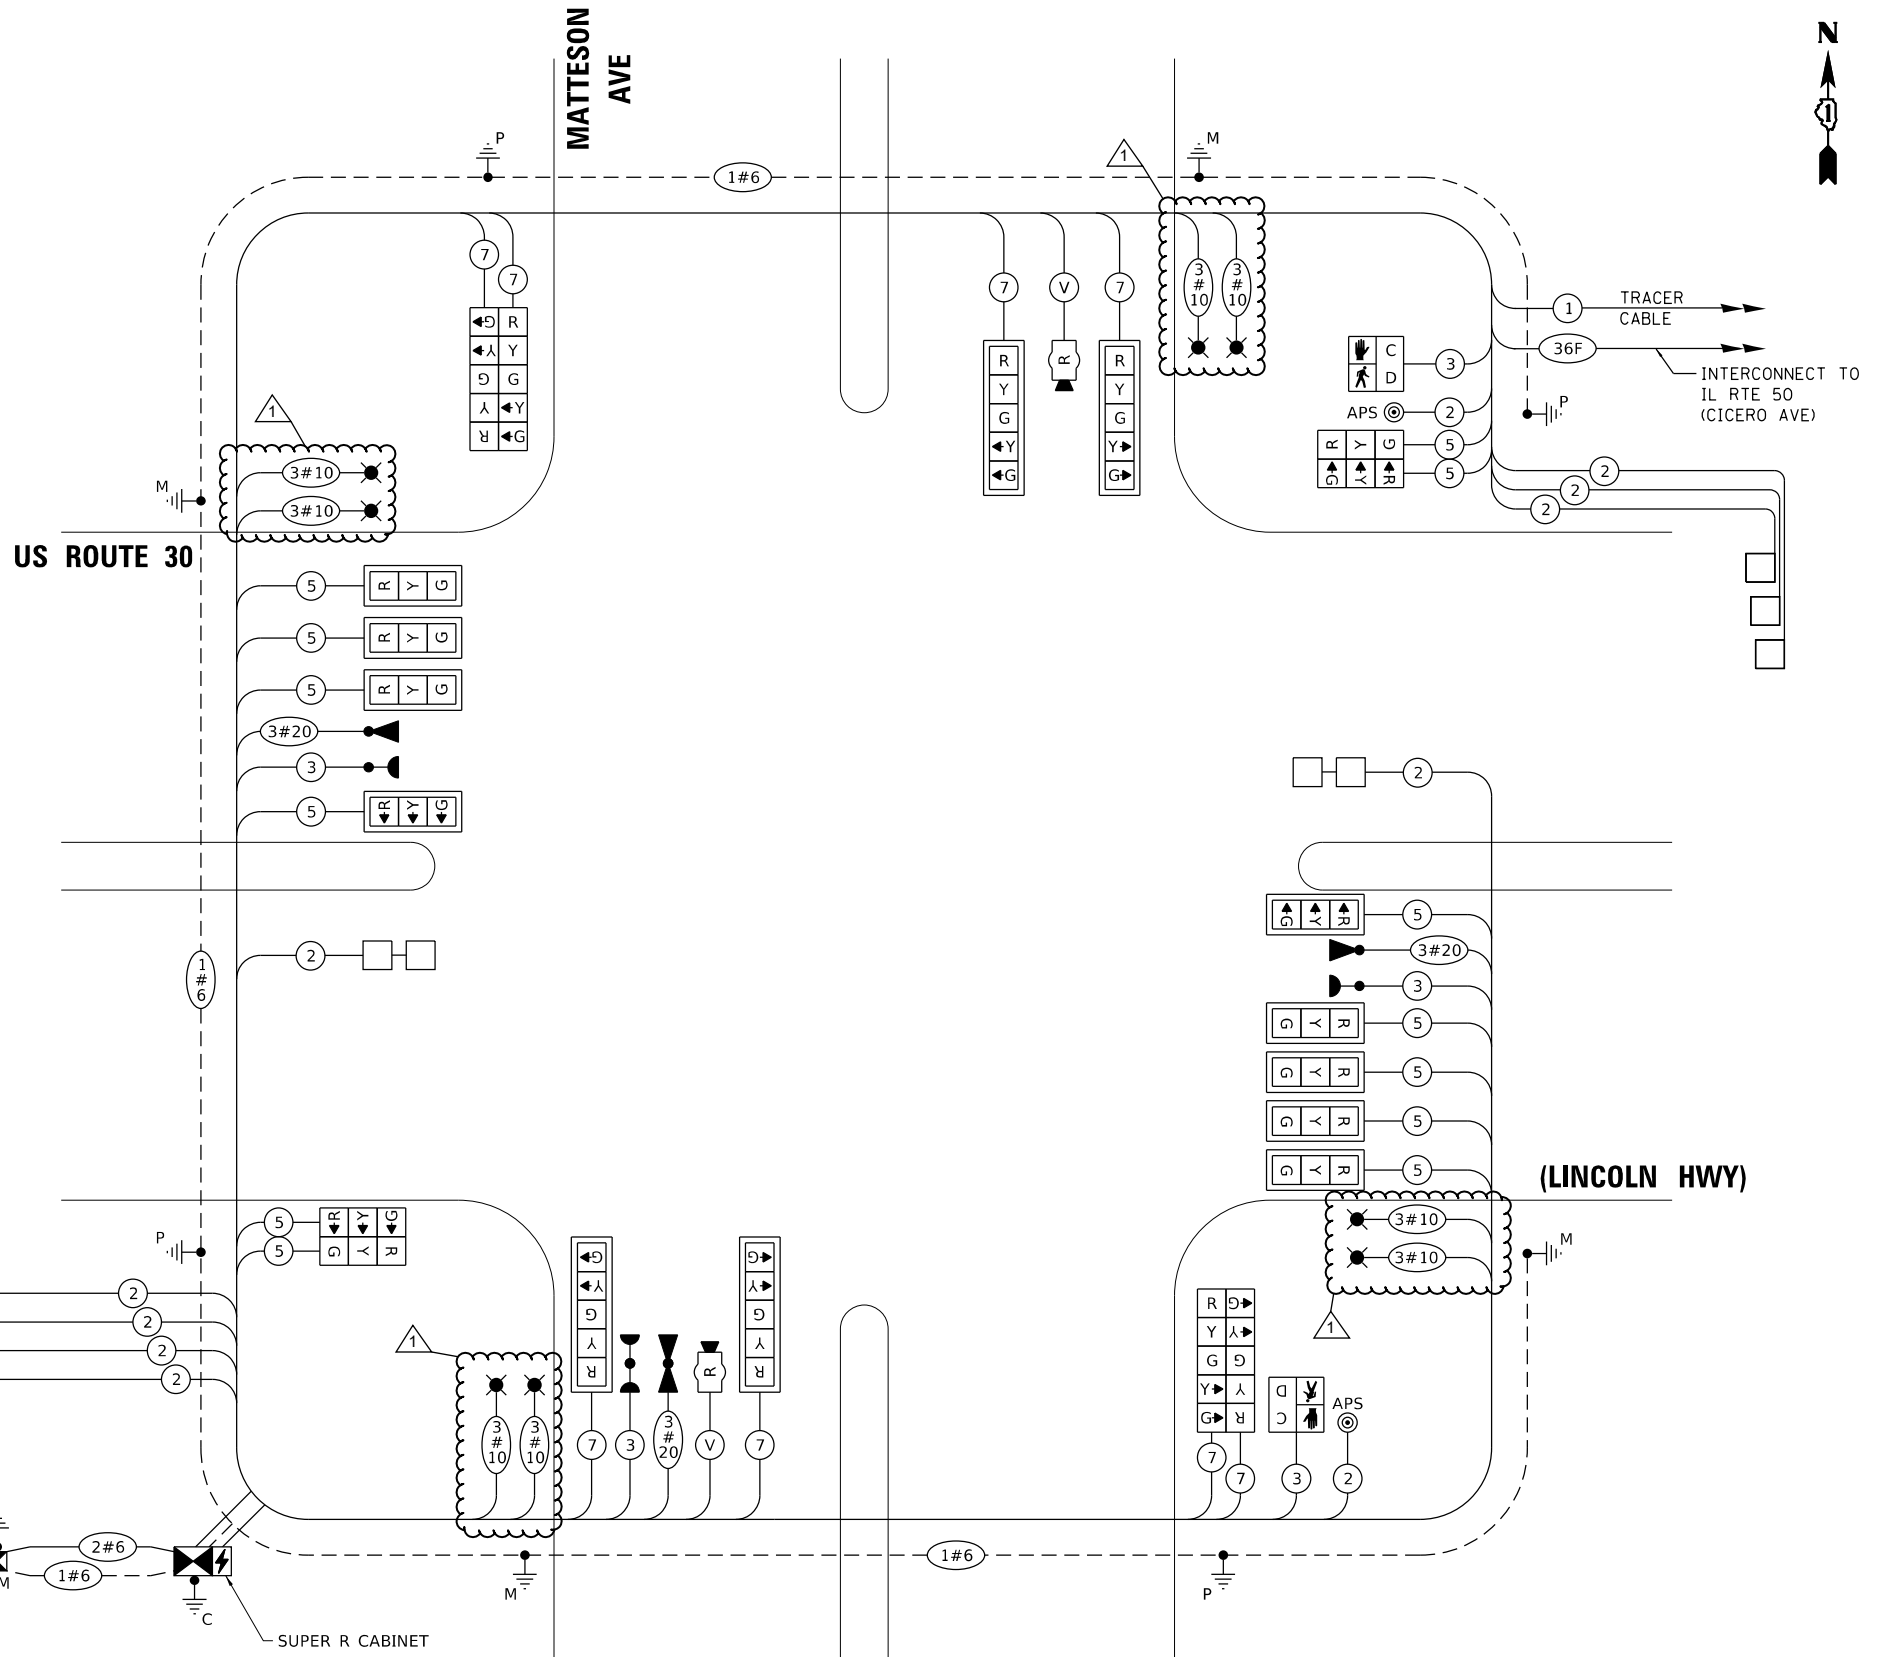 MATTESON
AVE
N
1
P
1#6
1
M
7
7
G R
Y Y
G G
Y Y
R G
7
V
7
R
Y
G
Y
G
R
R
Y
G
Y
G
3
#
10
3
#
10
1
TRACER
CABLE
36F
INTERCONNECT TO
IL RTE 50
(CICERO AVE)
C
D
3
APS
2
P
R Y G
5
G Y R
5
2
2
2
1
3#10
3#10
M
US ROUTE 30
5
R Y G
5
R Y G
5
R Y G
3#20
3
5
R Y G
2
2
1
#
6
G Y R
5
3#20
3
G Y R
5
G Y R
5
G Y R
5
G Y R
5
(LINCOLN HWY)
3#10
3#10
M
1
P
5
R Y G
5
G Y R
2
2
2
2
1
3
#
10
3
#
10
G
Y
G
Y
R
7
3
3
#
20
R
V
G
Y
G
Y
R
7
R G
Y Y
G G
Y Y
G R
7
7
D
C
3
APS
2
2#6
1#6
M
C
SUPER R CABINET
M
1#6
P